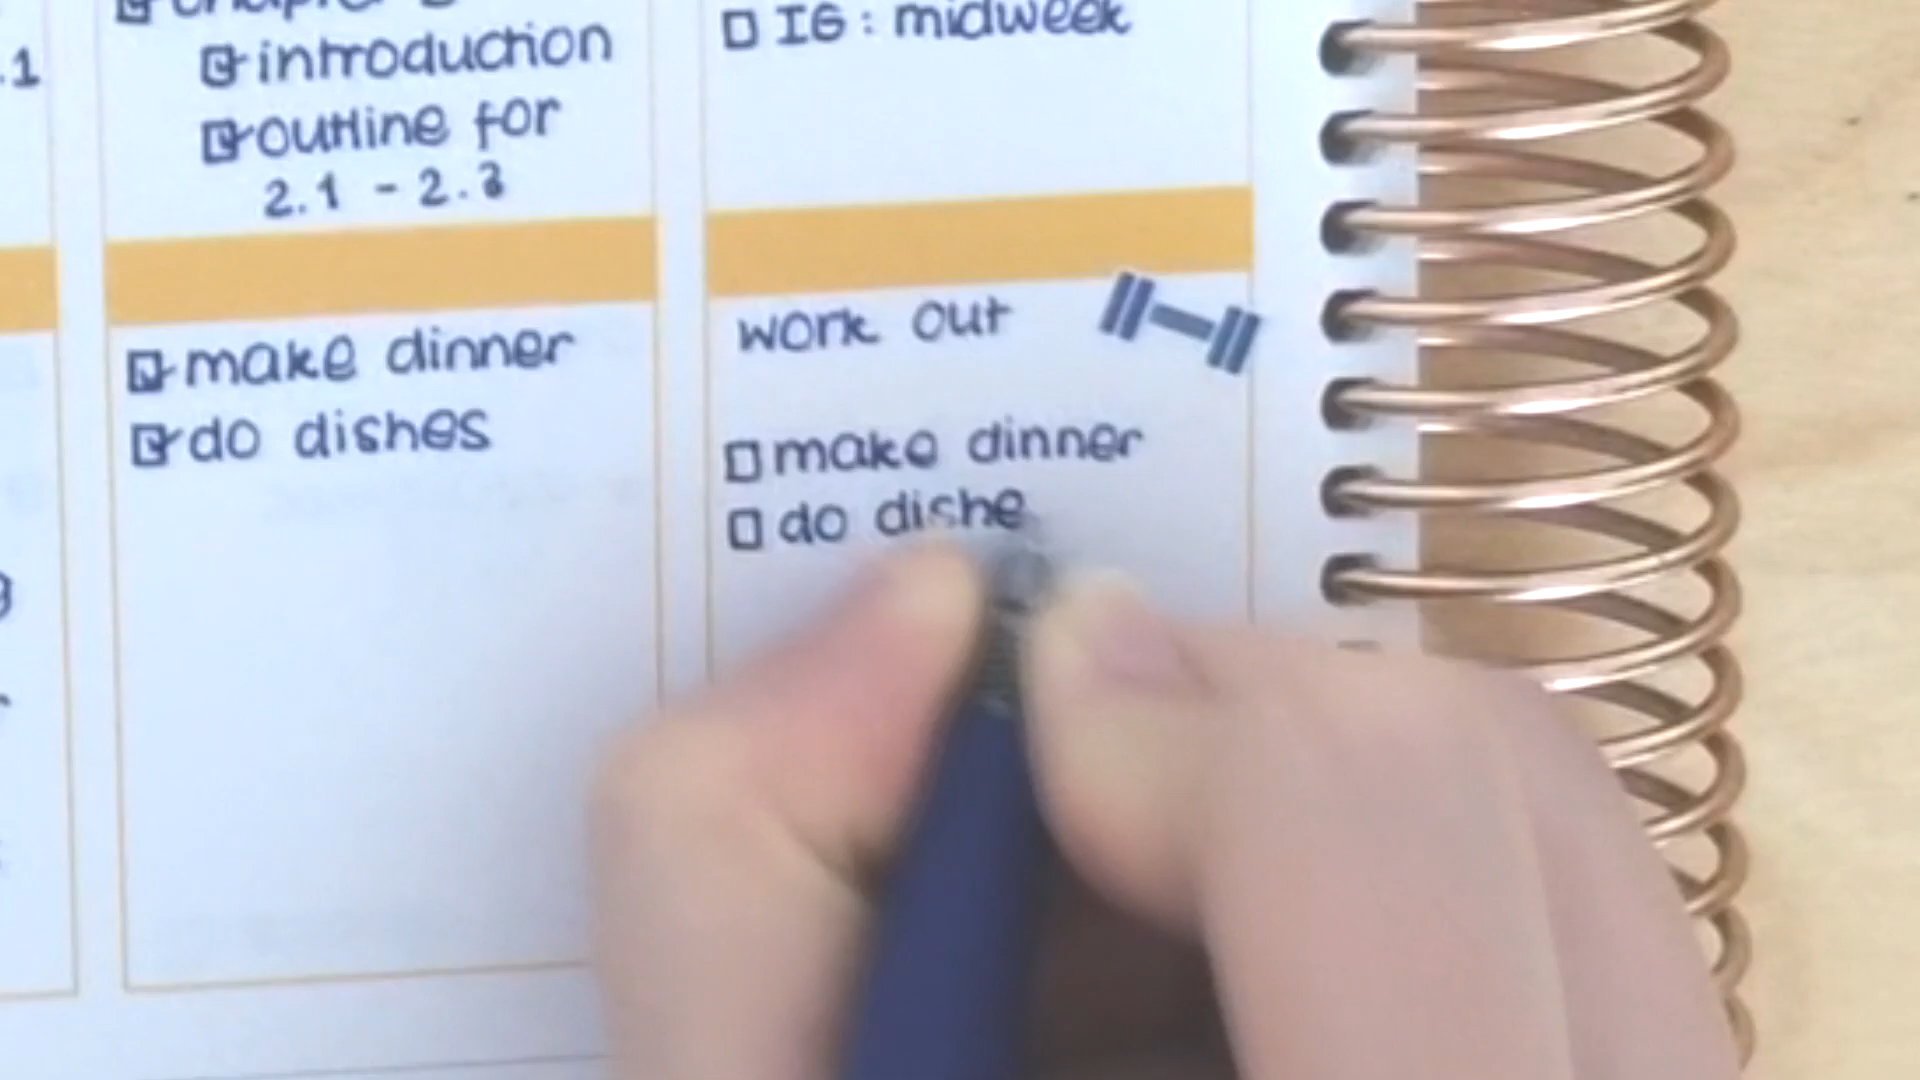 .1
introduction
outline for
2.1 - 2.3
make dinner
do dishes
IG: midweek
work out
make dinner
do dishe